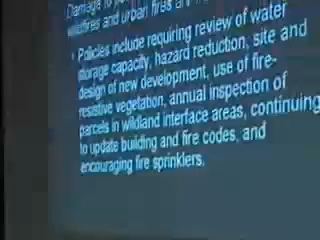 Damage to
wildfires and urban fires are
• Policies include requiring review of water
storage capacity, hazard reduction, site and
design of new development, use of fire-
resistive vegetation, annual inspection of
parcels in wildland interface areas, continuing
to update building and fire codes, and
encouraging fire sprinklers.